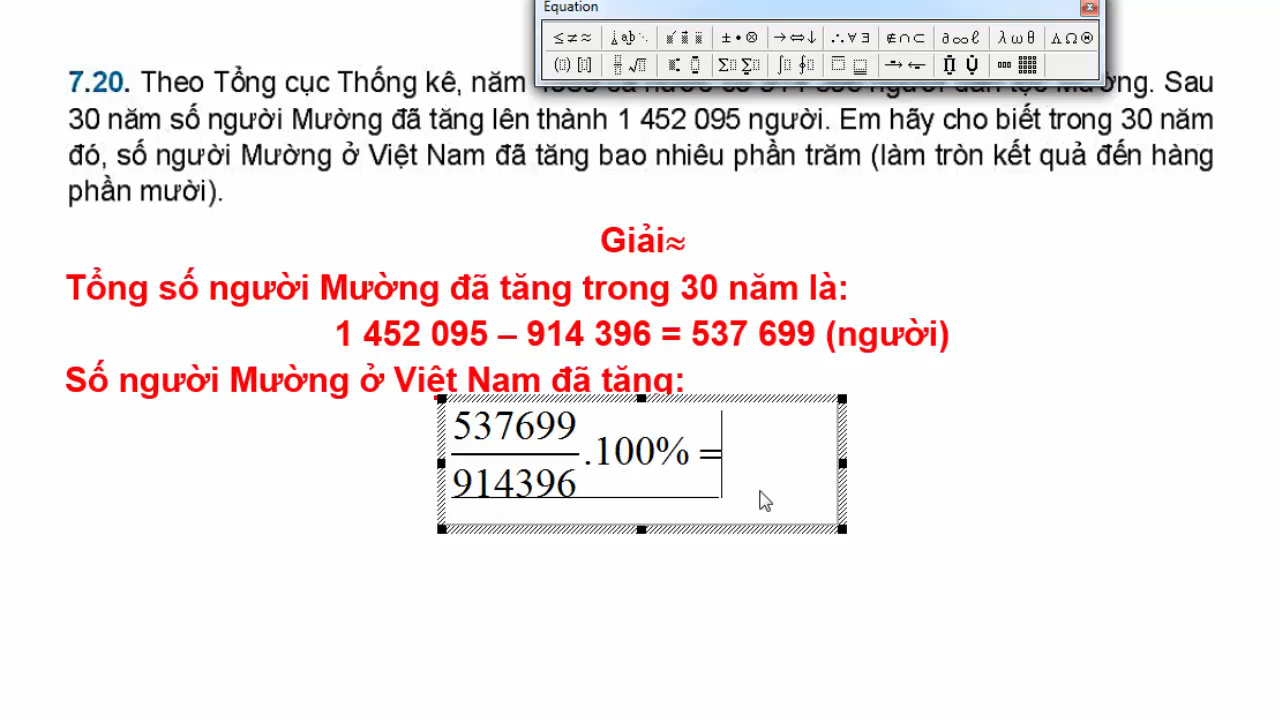 Equation
7.20. Theo Tổng cục Thống kê, năm ường. Sau
30 năm số người Mường đã tăng lên thành 1 452 095 người. Em hãy cho biết trong 30 năm
đó, số người Mường ở Việt Nam đã tăng bao nhiêu phần trăm (làm tròn kết quả đến hàng
phần mười).
Giải≈
Tổng số người Mường đã tăng trong 30 năm là:
1 452 095 – 914 396 = 537 699 (người)
Số người Mường ở Việt Nam đã tăng:
537699
.100% =
914396